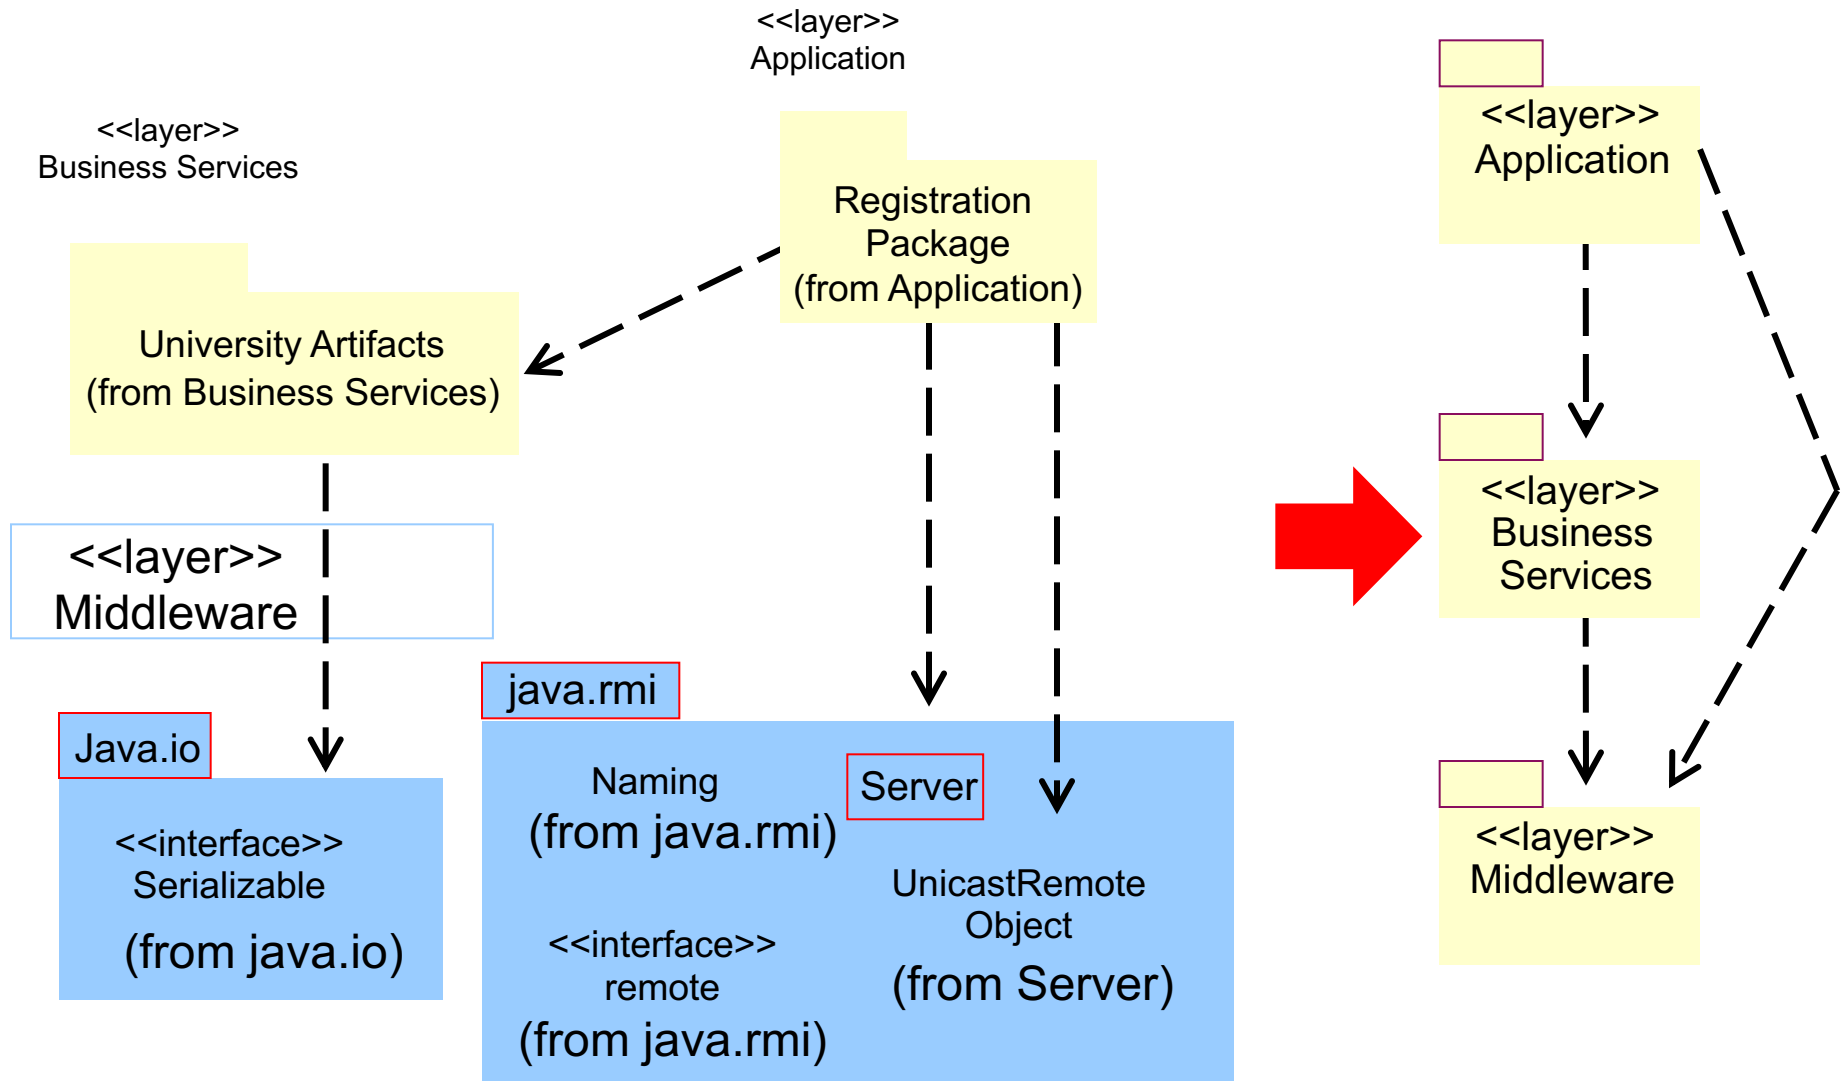 <<layer>>
Application
<<layer>>
Business Services
Registration
Package
(from Application)
University Artifacts
(from Business Services)
<<layer>>
Middleware
java.rmi
Java.io
Naming
(from java.rmi)
Server
<<interface>>
Serializable
(from java.io)
UnicastRemote
Object
(from Server)
<<interface>>
remote
(from java.rmi)
<<layer>>
Application
<<layer>>
Business
Services
<<layer>>
Middleware